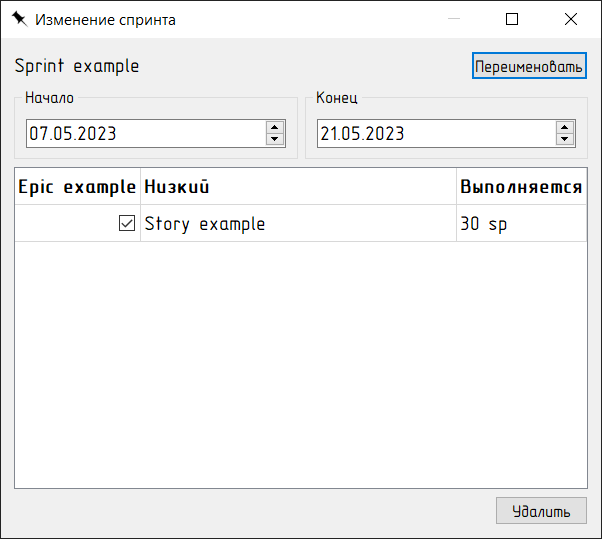 Изменение спринта
Sprint example
Переименовать
Начало
Конец
07.05.2023
21.05.2023
Epic example Низкий Выполняется
Story example 30 sp
Удалить